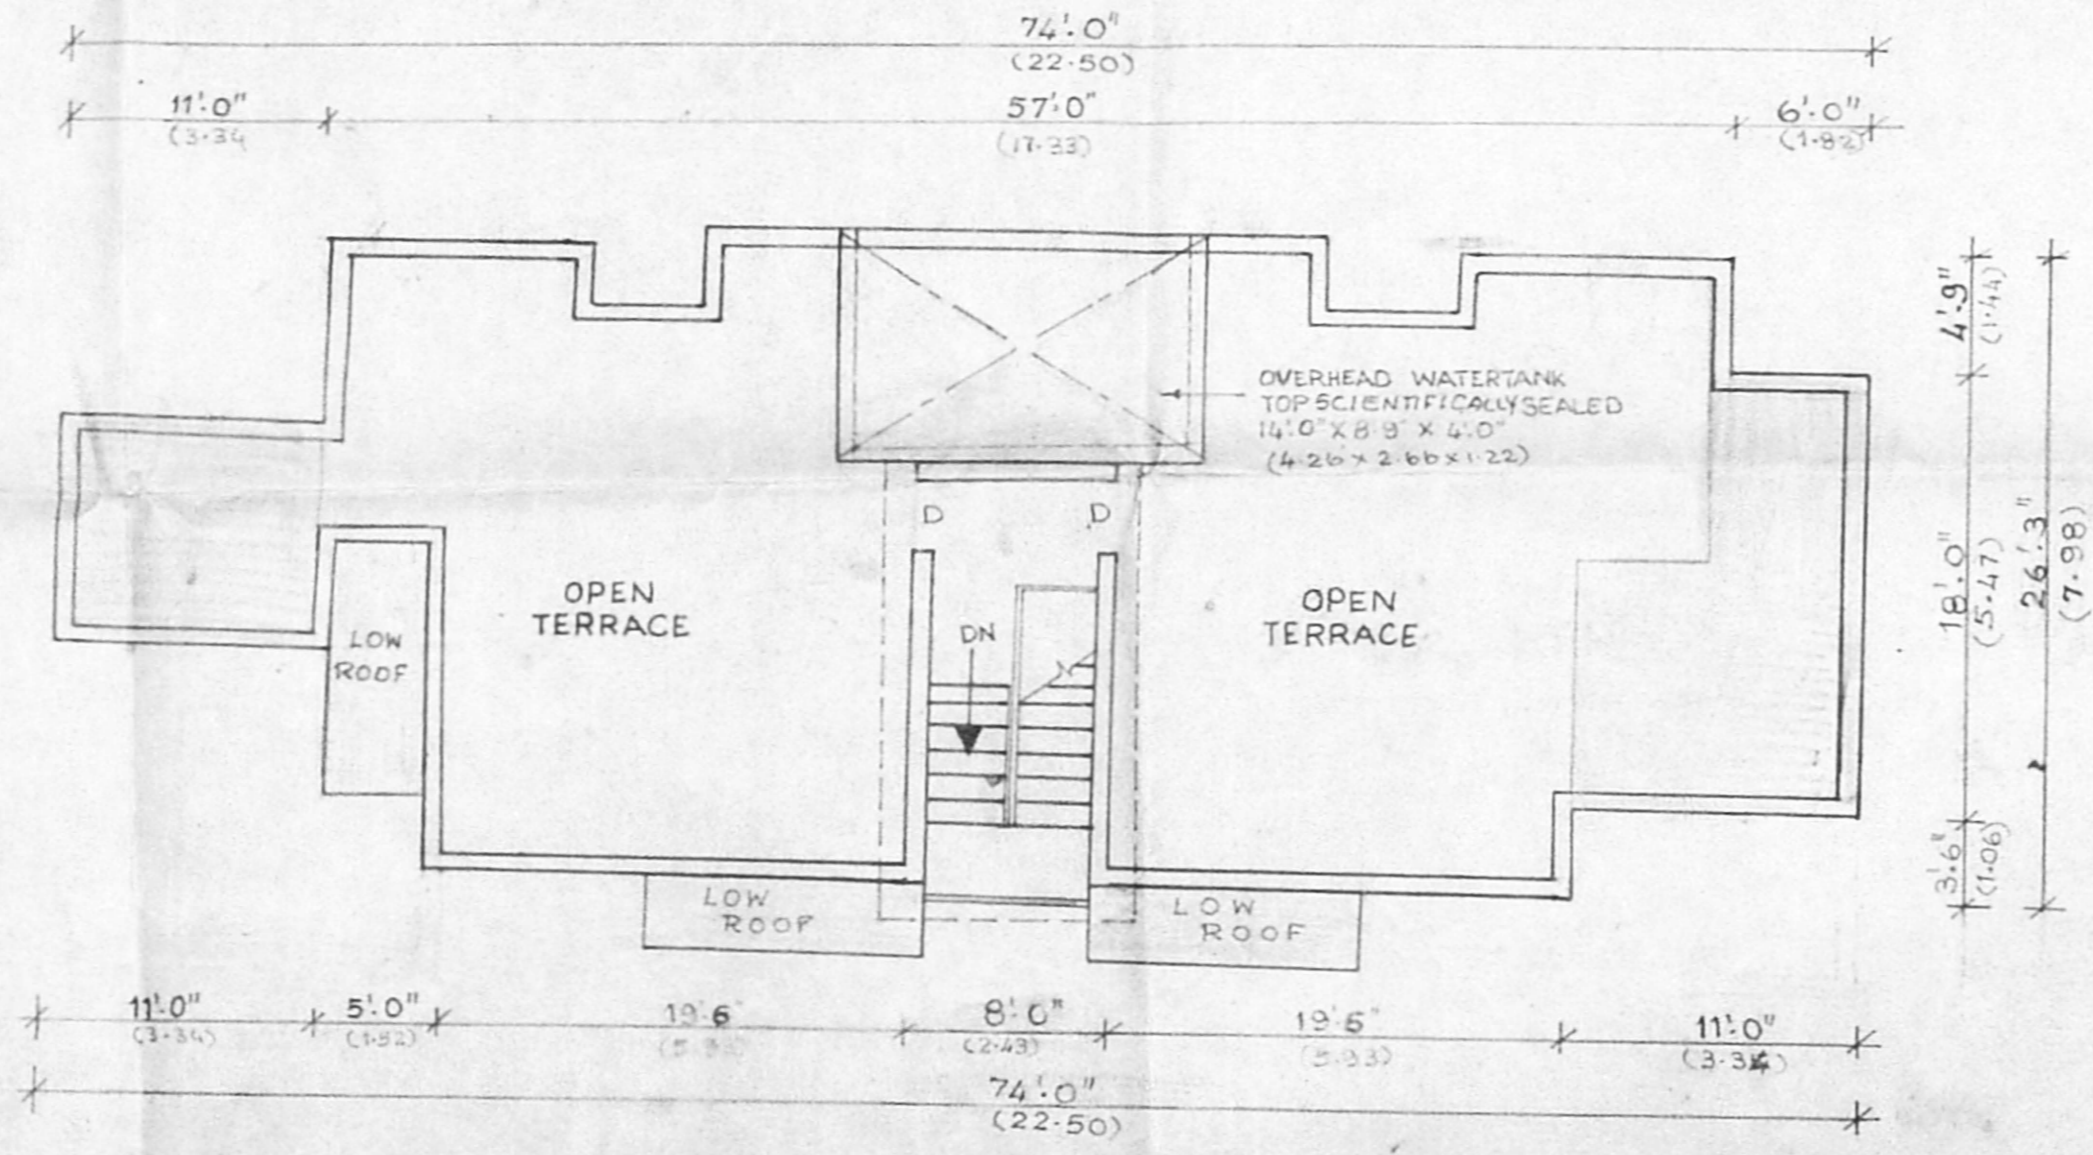 74'.0"
(22.50)
11'.0"
(3.34
57'.0"
(17.33)
6'.0"
(1.82)
4'.9"
(1.44)
OVERHEAD WATERTANK
TOP SCIENTIFICALLY SEALED
14'.0" X 8'.9" X 4'.0"
(4.26 x 2.66 x 1.22)
D
D
18'.0"
(5.47)
26'.3"
(7.98)
OPEN
TERRACE
OPEN
TERRACE
DN
LOW
ROOF
3'.6"
(1.06)
LOW
ROOF
LOW
ROOF
11'.0"
(3.34)
5'.0"
(1.52)
19'.6
8'.0"
(2.43)
19'.6"
(5.93)
11'.0"
(3.34)
74'.0"
(22.50)